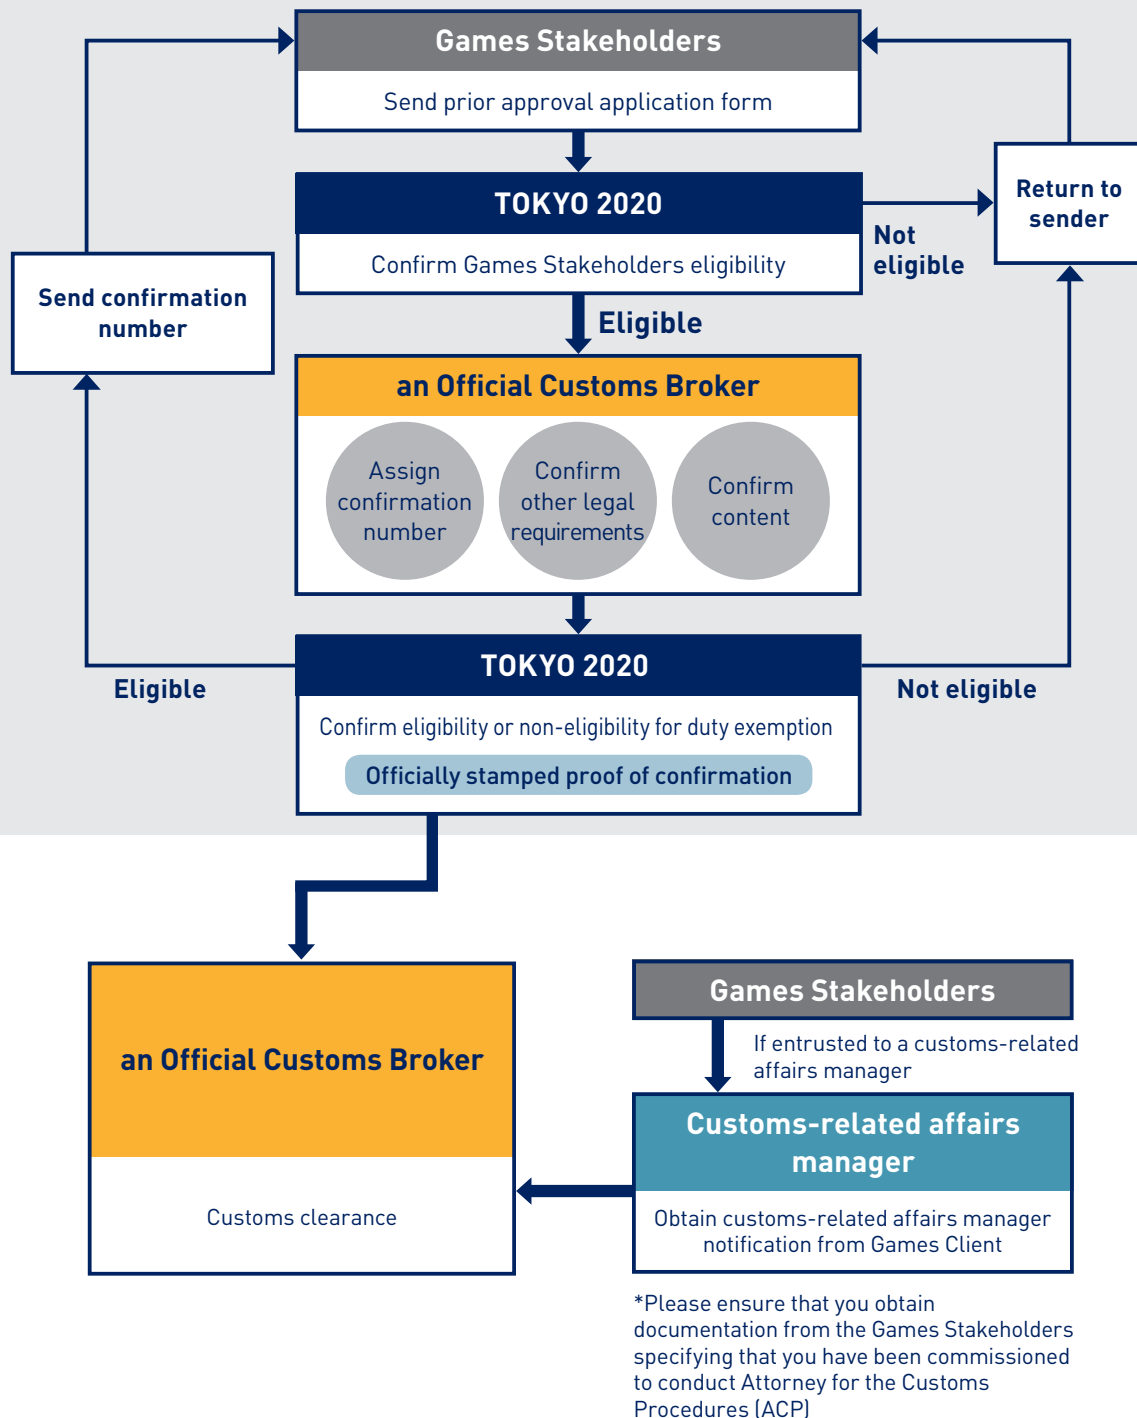 Games Stakeholders
Send prior approval application form
TOKYO 2020
Confirm Games Stakeholders eligibility
Not
eligible
Return to
sender
Send confirmation
number
Eligible
an Official Customs Broker
Assign
confirmation
number
Confirm
other legal
requirements
Confirm
content
TOKYO 2020
Confirm eligibility or non-eligibility for duty exemption
Officially stamped proof of confirmation
Eligible
Not eligible
an Official Customs Broker
Customs clearance
Games Stakeholders
If entrusted to a customs-related
affairs manager
Customs-related affairs
manager
Obtain customs-related affairs manager
notification from Games Client
*Please ensure that you obtain
documentation from the Games Stakeholders
specifying that you have been commissioned
to conduct Attorney for the Customs
Procedures (ACP)